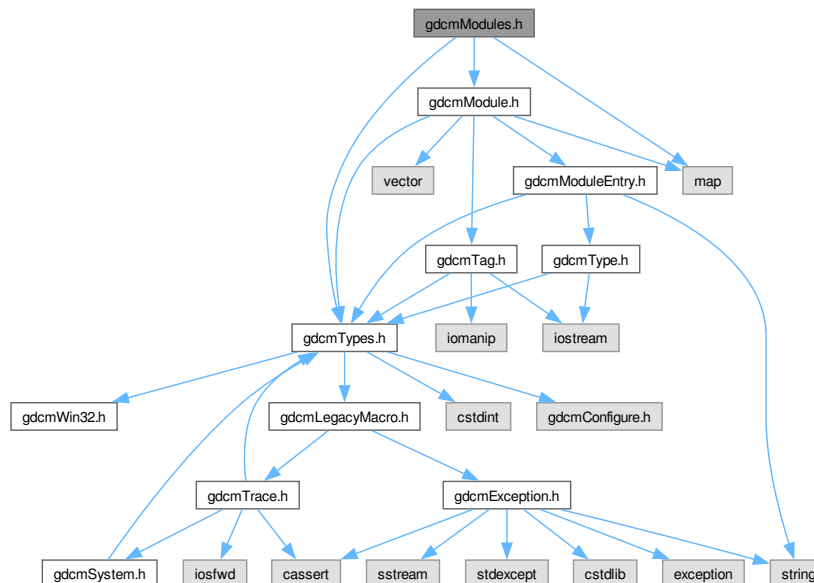 gdcmModules.h
gdcmModule.h
vector
gdcmModuleEntry.h
map
gdcmTag.h
gdcmType.h
gdcmTypes.h
iomanip
iostream
gdcmWin32.h
gdcmLegacyMacro.h
cstdint
gdcmConfigure.h
gdcmTrace.h
gdcmException.h
gdcmSystem.h
iosfwd
cassert
sstream
stdexcept
cstdlib
exception
string